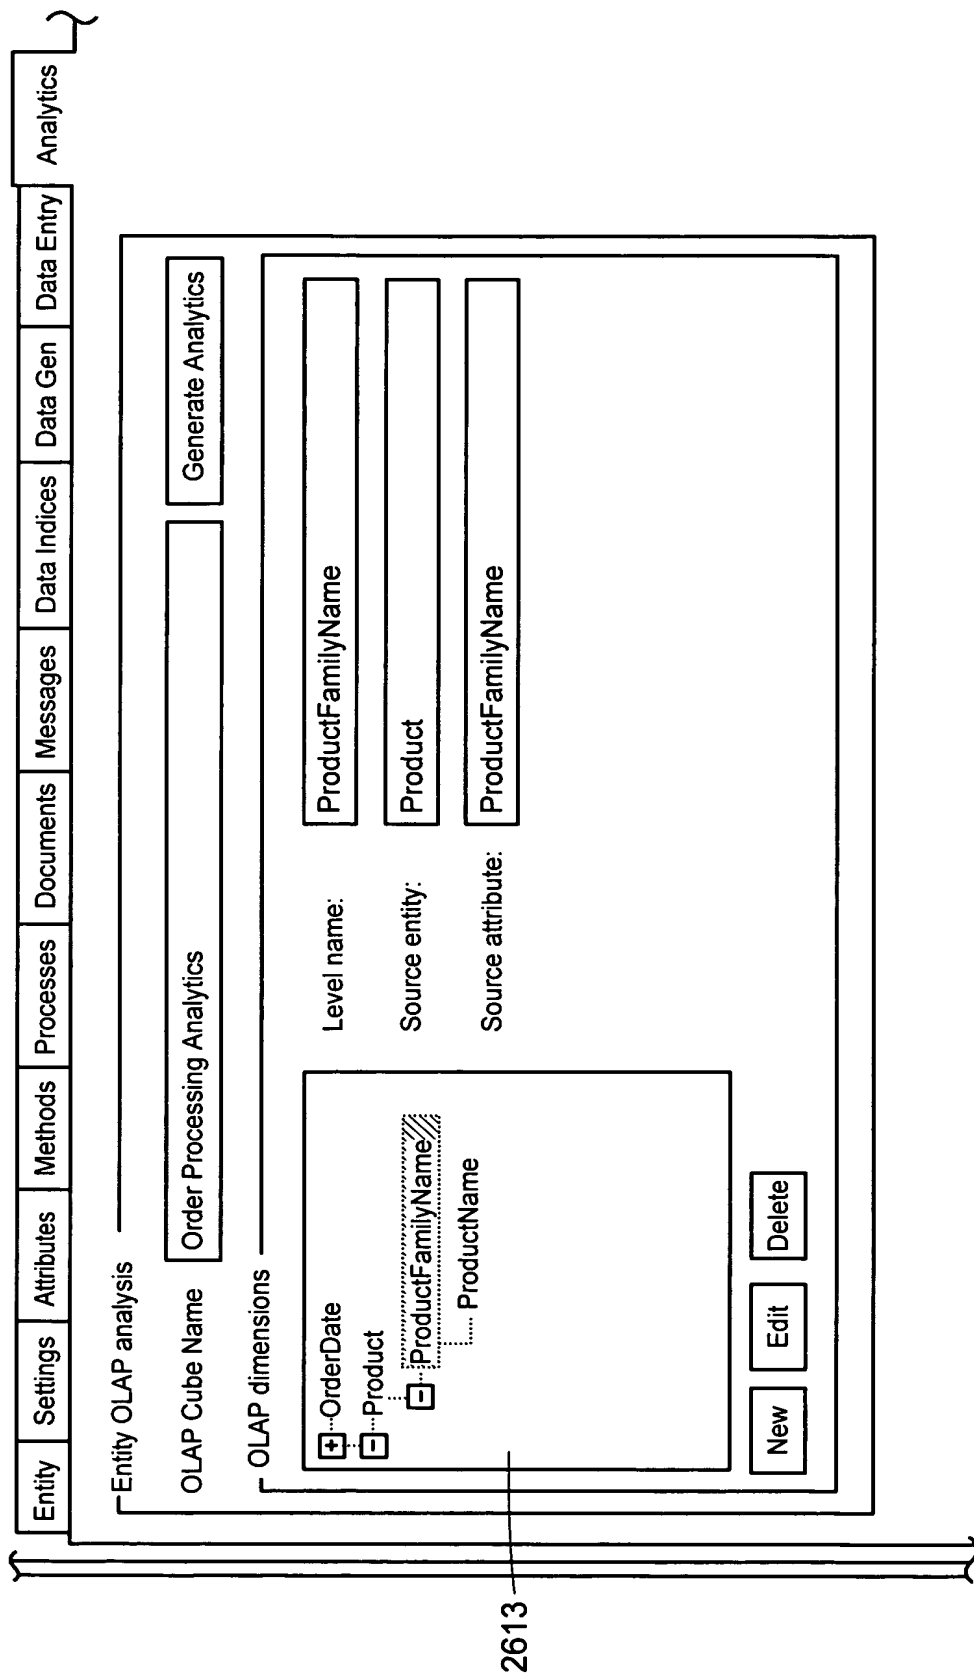 Entity Settings Attributes Methods Processes Documents Messages Data Indices Data Gen Data Entry Analytics
Entity OLAP analysis
OLAP Cube Name Order Processing Analytics Generate Analytics
OLAP dimensions
OrderDate
Product
ProductFamilyName
ProductName
Level name: ProductFamilyName
Source entity: Product
Source attribute: ProductFamilyName
New Edit Delete
2613